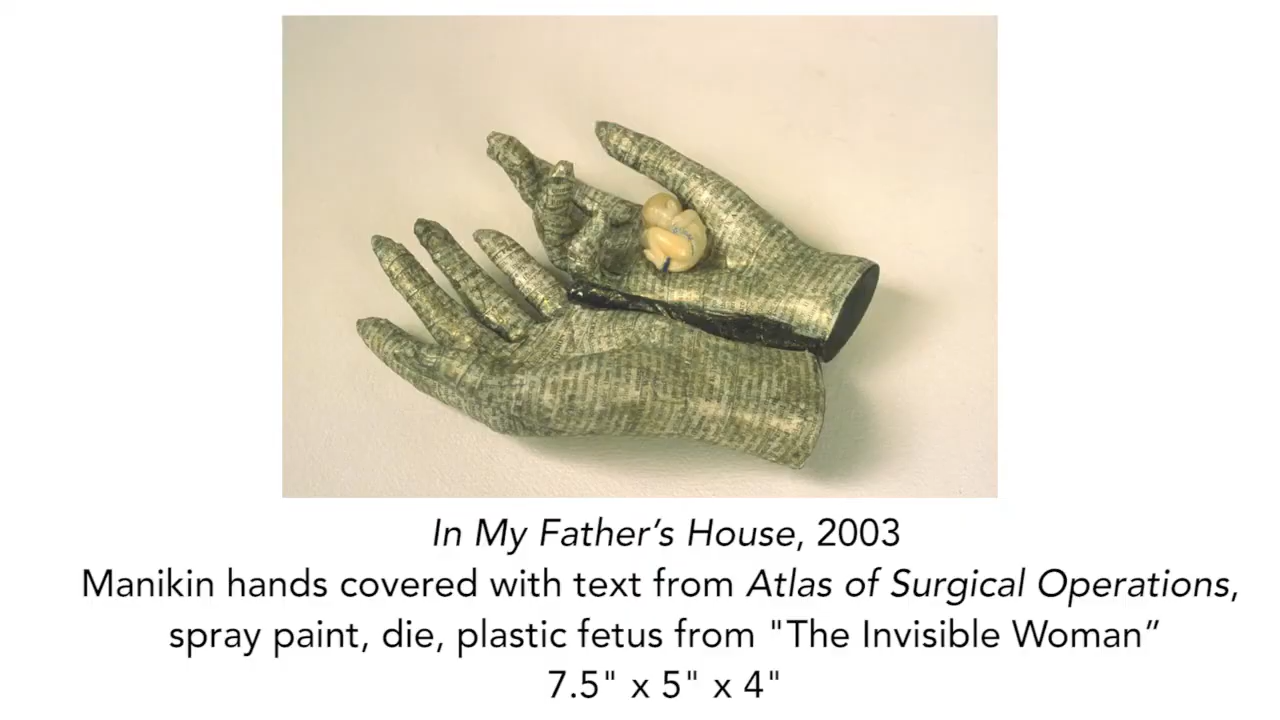 In My Father’s House, 2003
Manikin hands covered with text from Atlas of Surgical Operations,
spray paint, die, plastic fetus from "The Invisible Woman”
7.5" x 5" x 4"